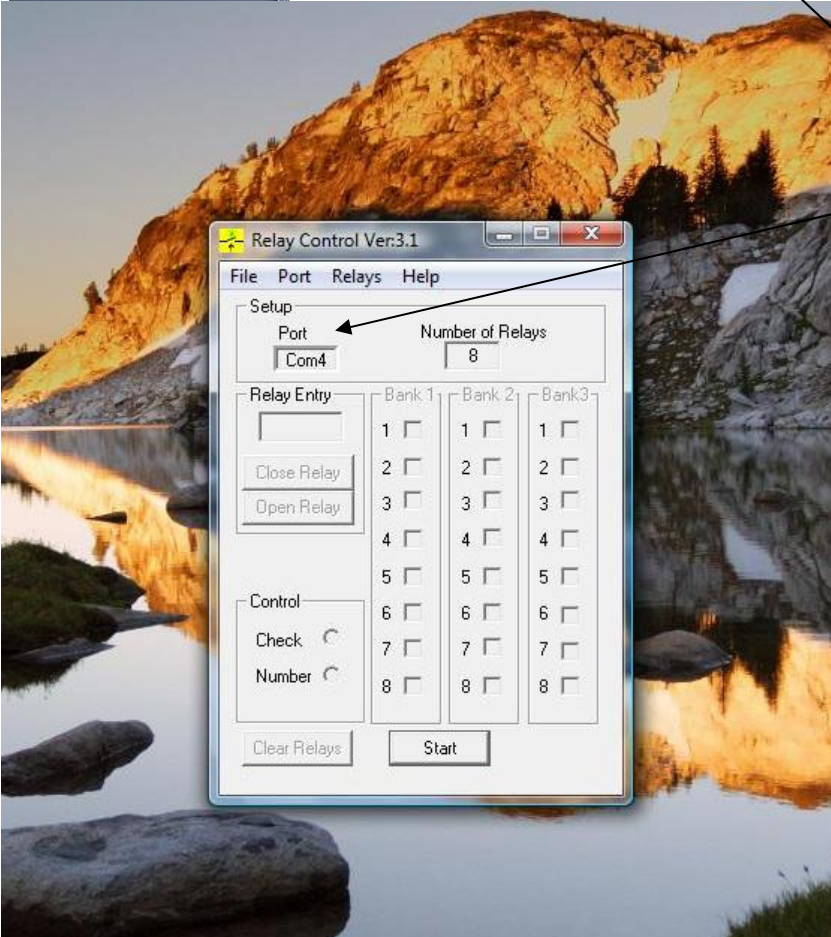 Relay Control Ver:3.1
File Port Relays Help
Setup
Port Number of Relays
Com4 8
Relay Entry Bank 1 Bank 2 Bank3
1 1 1
Close Relay 2 2 2
Open Relay 3 3 3
4 4 4
5 5 5
Control
6 6 6
Check 7 7 7
Number 8 8 8
Clear Relays Start